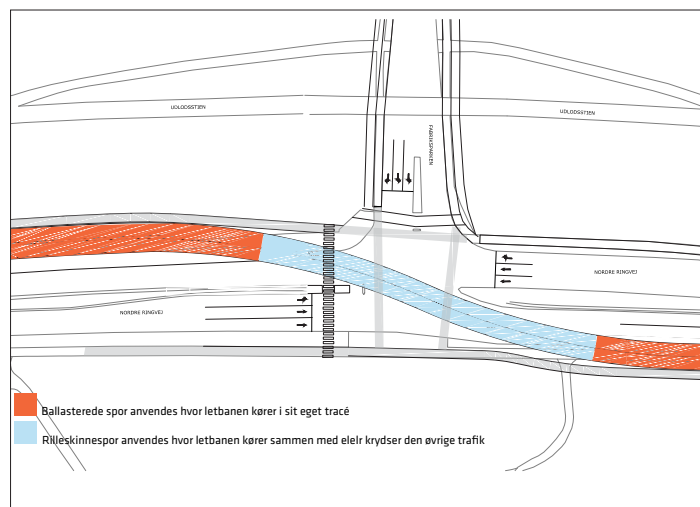 UDLODSSTIEN
UDLODSSTIEN
FABRIKSPARKEN
NORDRE RINGVEJ
NORDRE RINGVEJ
Ballasterede spor anvendes hvor letbanen kører i sit eget tracé
Rilleskinnespor anvendes hvor letbanen kører sammen med elelr krydser den øvrige trafik